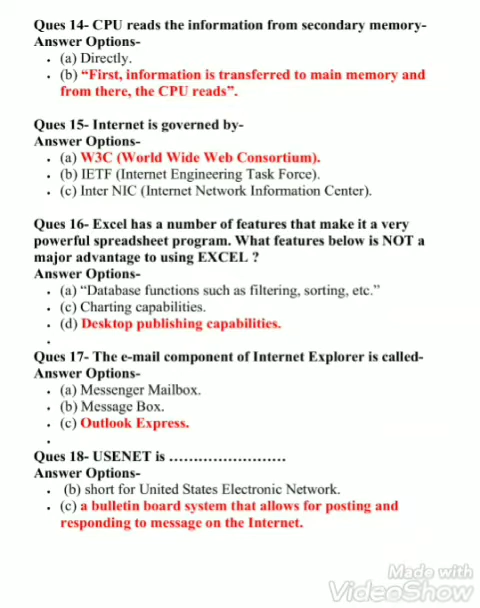 Ques 14- CPU reads the information from secondary memory-
Answer Options-
• (a) Directly.
• (b) “First, information is transferred to main memory and
from there, the CPU reads”.
Ques 15- Internet is governed by-
Answer Options-
• (a) W3C (World Wide Web Consortium).
• (b) IETF (Internet Engineering Task Force).
• (c) Inter NIC (Internet Network Information Center).
Ques 16- Excel has a number of features that make it a very
powerful spreadsheet program. What features below is NOT a
major advantage to using EXCEL ?
Answer Options-
• (a) “Database functions such as filtering, sorting, etc.”
• (c) Charting capabilities.
• (d) Desktop publishing capabilities.
•
Ques 17- The e-mail component of Internet Explorer is called-
Answer Options-
• (a) Messenger Mailbox.
• (b) Message Box.
• (c) Outlook Express.
•
Ques 18- USENET is ……………………
Answer Options-
• (b) short for United States Electronic Network.
• (c) a bulletin board system that allows for posting and
responding to message on the Internet.
Made with
VideoShow